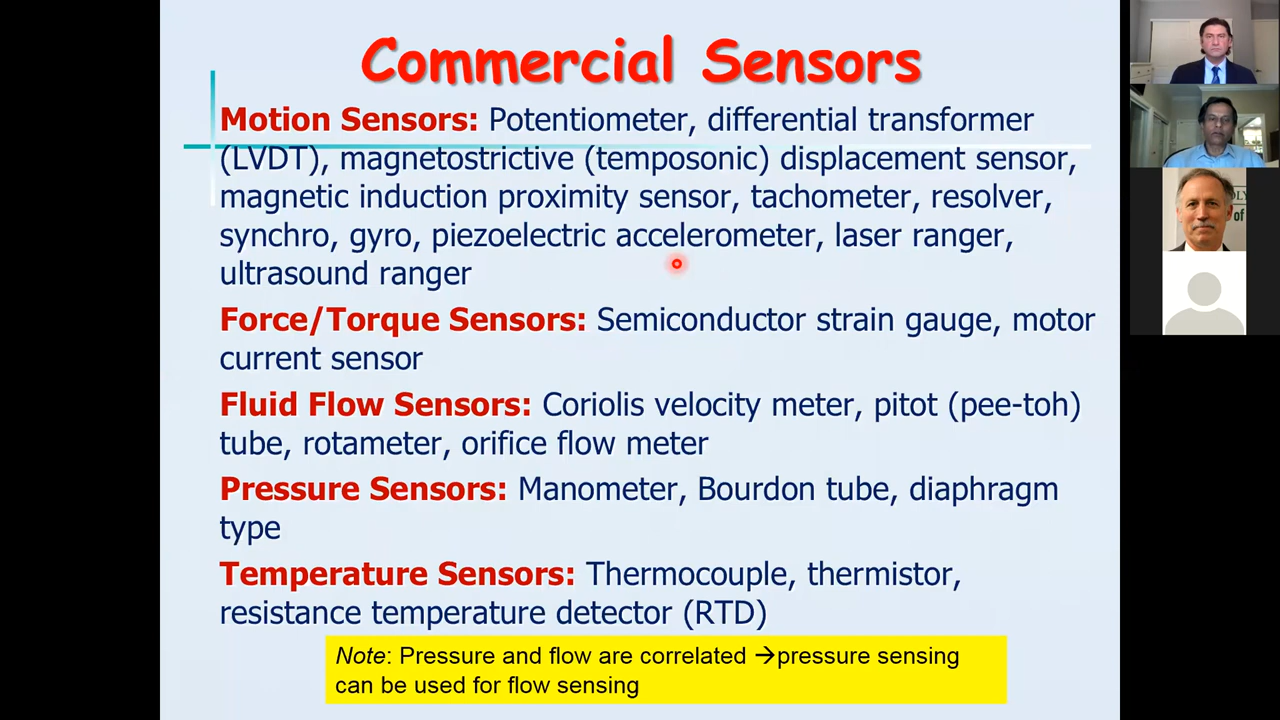 Commercial Sensors
Motion Sensors: Potentiometer, differential transformer
(LVDT), magnetostrictive (temposonic) displacement sensor,
magnetic induction proximity sensor, tachometer, resolver,
synchro, gyro, piezoelectric accelerometer, laser ranger,
ultrasound ranger
Force/Torque Sensors: Semiconductor strain gauge, motor
current sensor
Fluid Flow Sensors: Coriolis velocity meter, pitot (pee-toh)
tube, rotameter, orifice flow meter
Pressure Sensors: Manometer, Bourdon tube, diaphragm
type
Temperature Sensors: Thermocouple, thermistor,
resistance temperature detector (RTD)
Note: Pressure and flow are correlated →pressure sensing
can be used for flow sensing
of